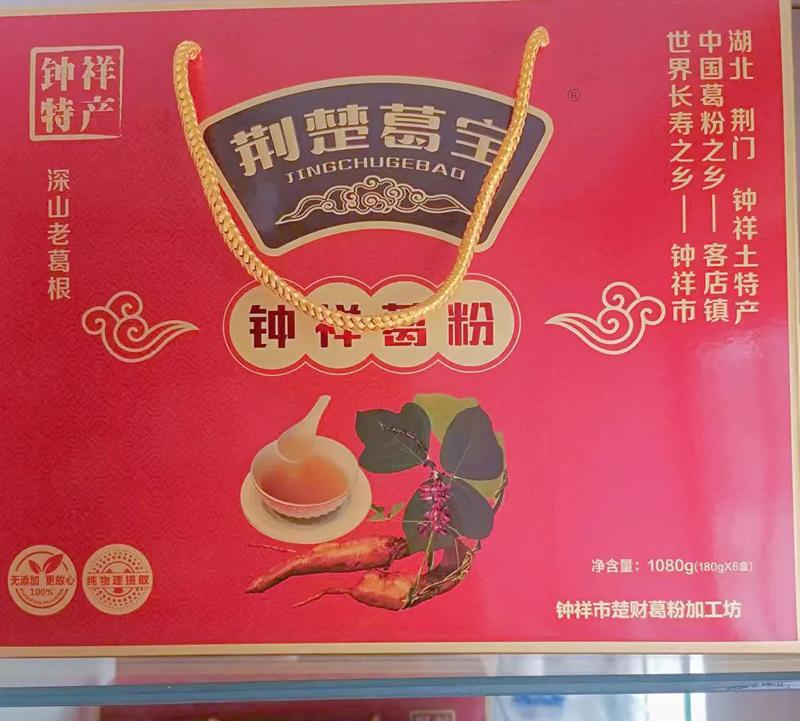 钟祥
特产
深山老葛根
荆楚葛宝
JINGCHUGEBAO
®
湖北 荆门 钟祥土特产
中国葛粉之乡——客店镇
世界长寿之乡——钟祥市
钟祥葛粉
无添加 更放心
100%
纯物理提取
净含量：1080g(180gX6盒)
钟祥市楚财葛粉加工坊